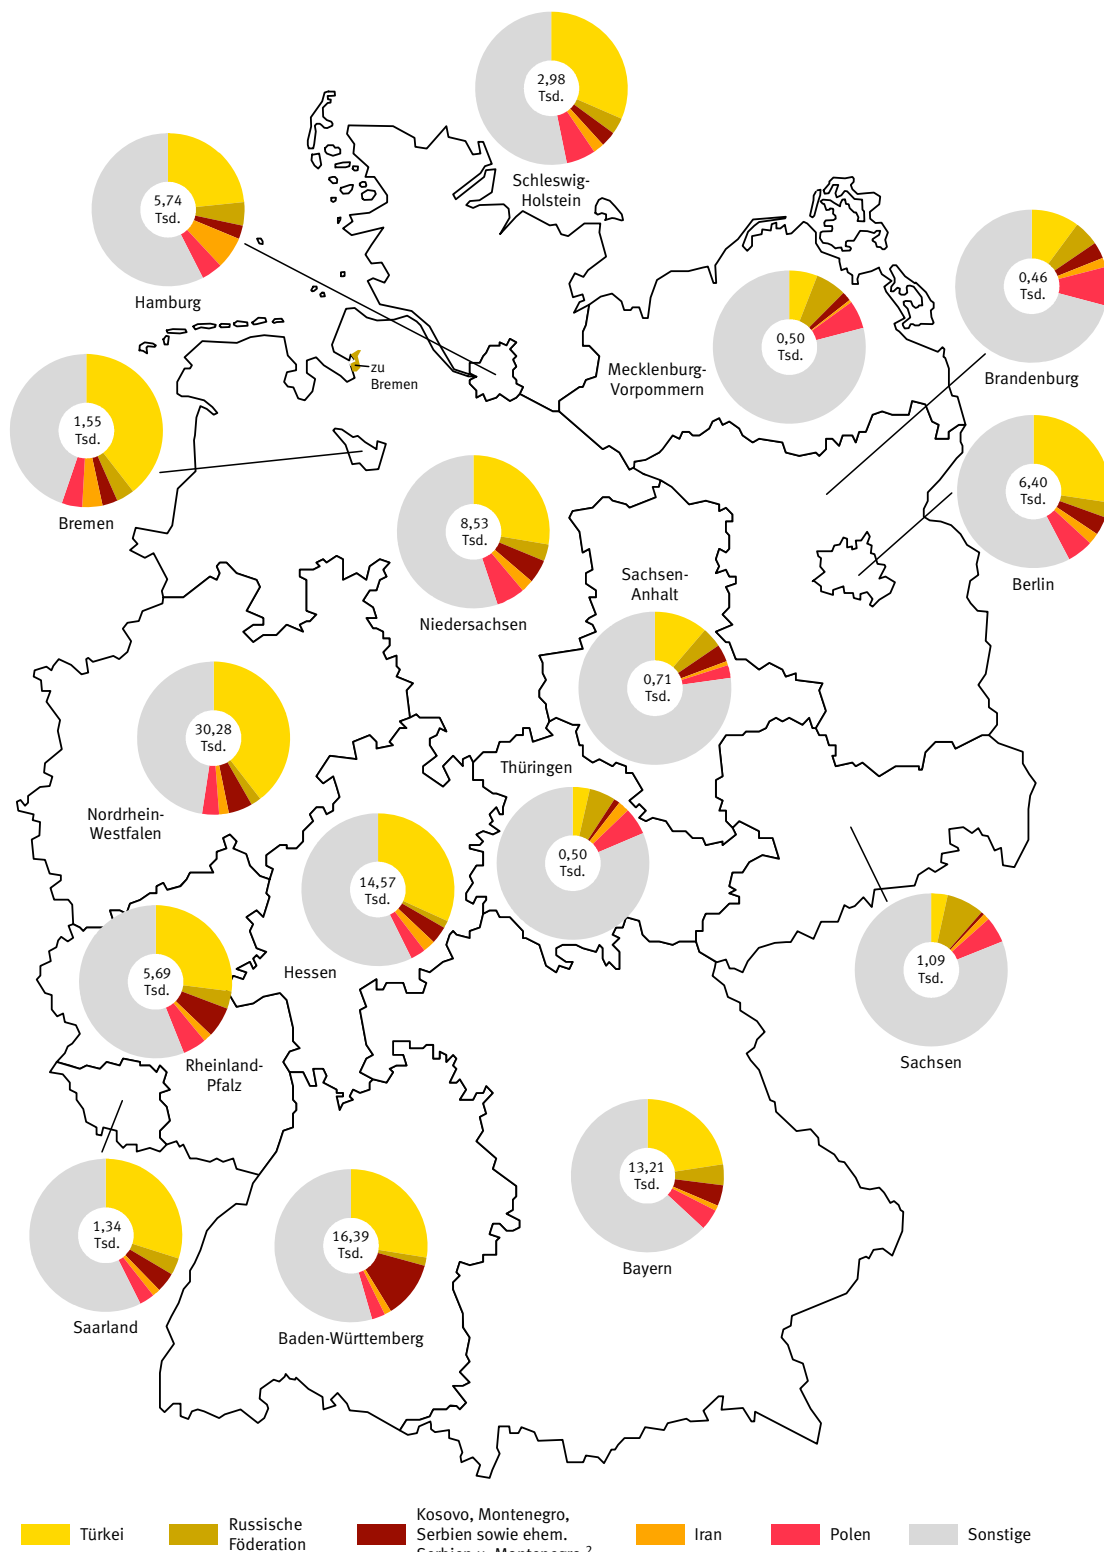 2,98
Tsd.
Schleswig-
Holstein
5,74
Tsd.
Hamburg
0,46
Tsd.
Brandenburg
0,50
Tsd.
Mecklenburg-
Vorpommern
zu
Bremen
1,55
Tsd.
Bremen
6,40
Tsd.
Berlin
8,53
Tsd.
Niedersachsen
Sachsen-
Anhalt
0,71
Tsd.
30,28
Tsd.
Nordrhein-
Westfalen
Thüringen
0,50
Tsd.
14,57
Tsd.
Hessen
5,69
Tsd.
Rheinland-
Pfalz
1,09
Tsd.
Sachsen
13,21
Tsd.
Bayern
1,34
Tsd.
Saarland
16,39
Tsd.
Baden-Württemberg
Türkei
Russische
Föderation
Kosovo, Montenegro,
Serbien sowie ehem.
Serbien u. Montenegro ²
Iran
Polen
Sonstige